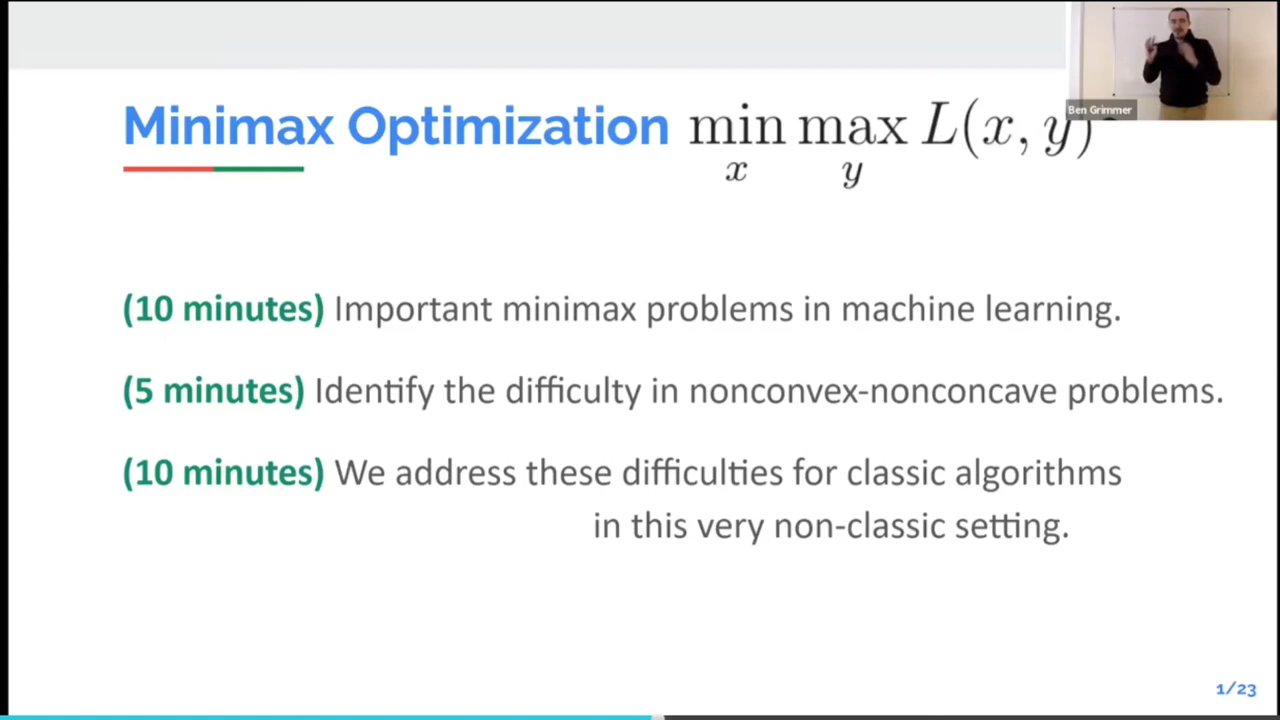 Ben Grimmer
Minimax Optimization min max L(x, y)
x y
(10 minutes) Important minimax problems in machine learning.
(5 minutes) Identify the difficulty in nonconvex-nonconcave problems.
(10 minutes) We address these difficulties for classic algorithms
in this very non-classic setting.
1/23